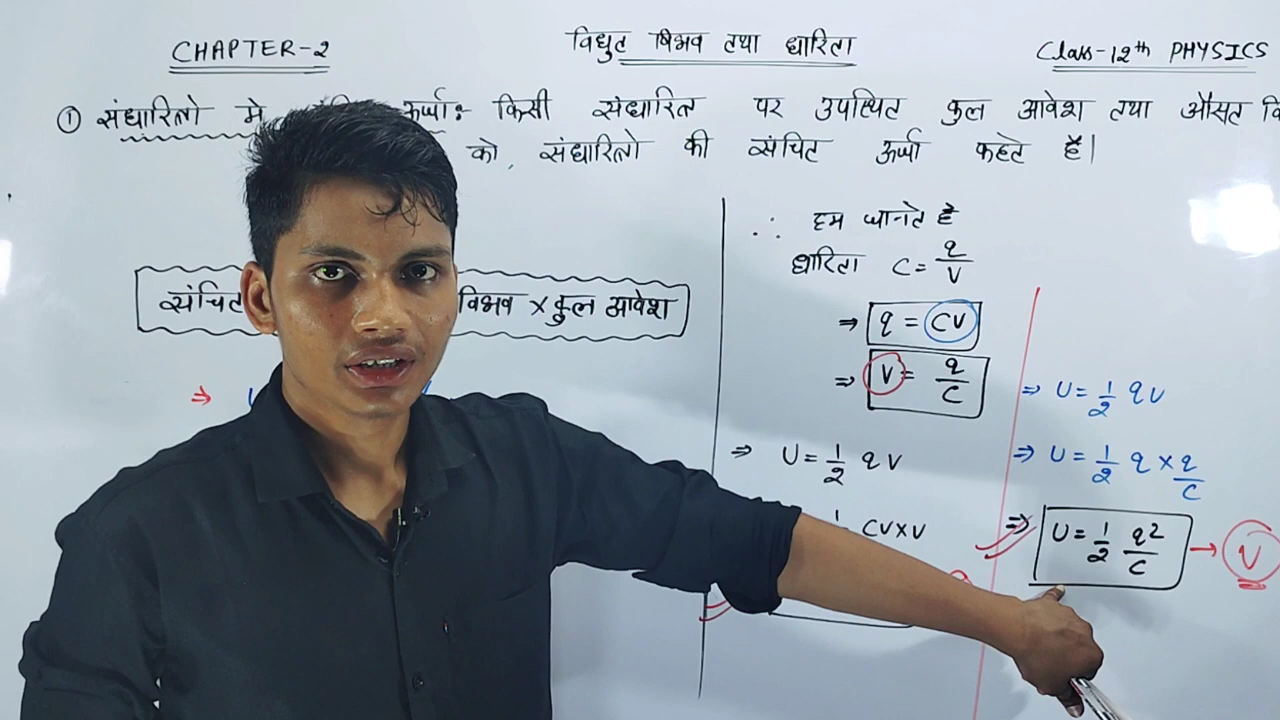 CHAPTER-2
विधुत विभव तथा धारिता
Class-12th PHYSICS
① संधारितो मे ऊर्जा: किसी संधारित पर उपस्थित कुल आवेश तथा औसत
को संधारितो की संचित ऊर्जा कहते हैं।
संचित विभव × कुल आवेश
∴ हम जानते है
धारिता C = q/V
⇒ q = CV
⇒ V = q/C
⇒ U = 1/2 qV
CV×V
⇒ U = 1/2 qV
⇒ U = 1/2 q × q/C
⇒ U = 1/2 q²/C → V